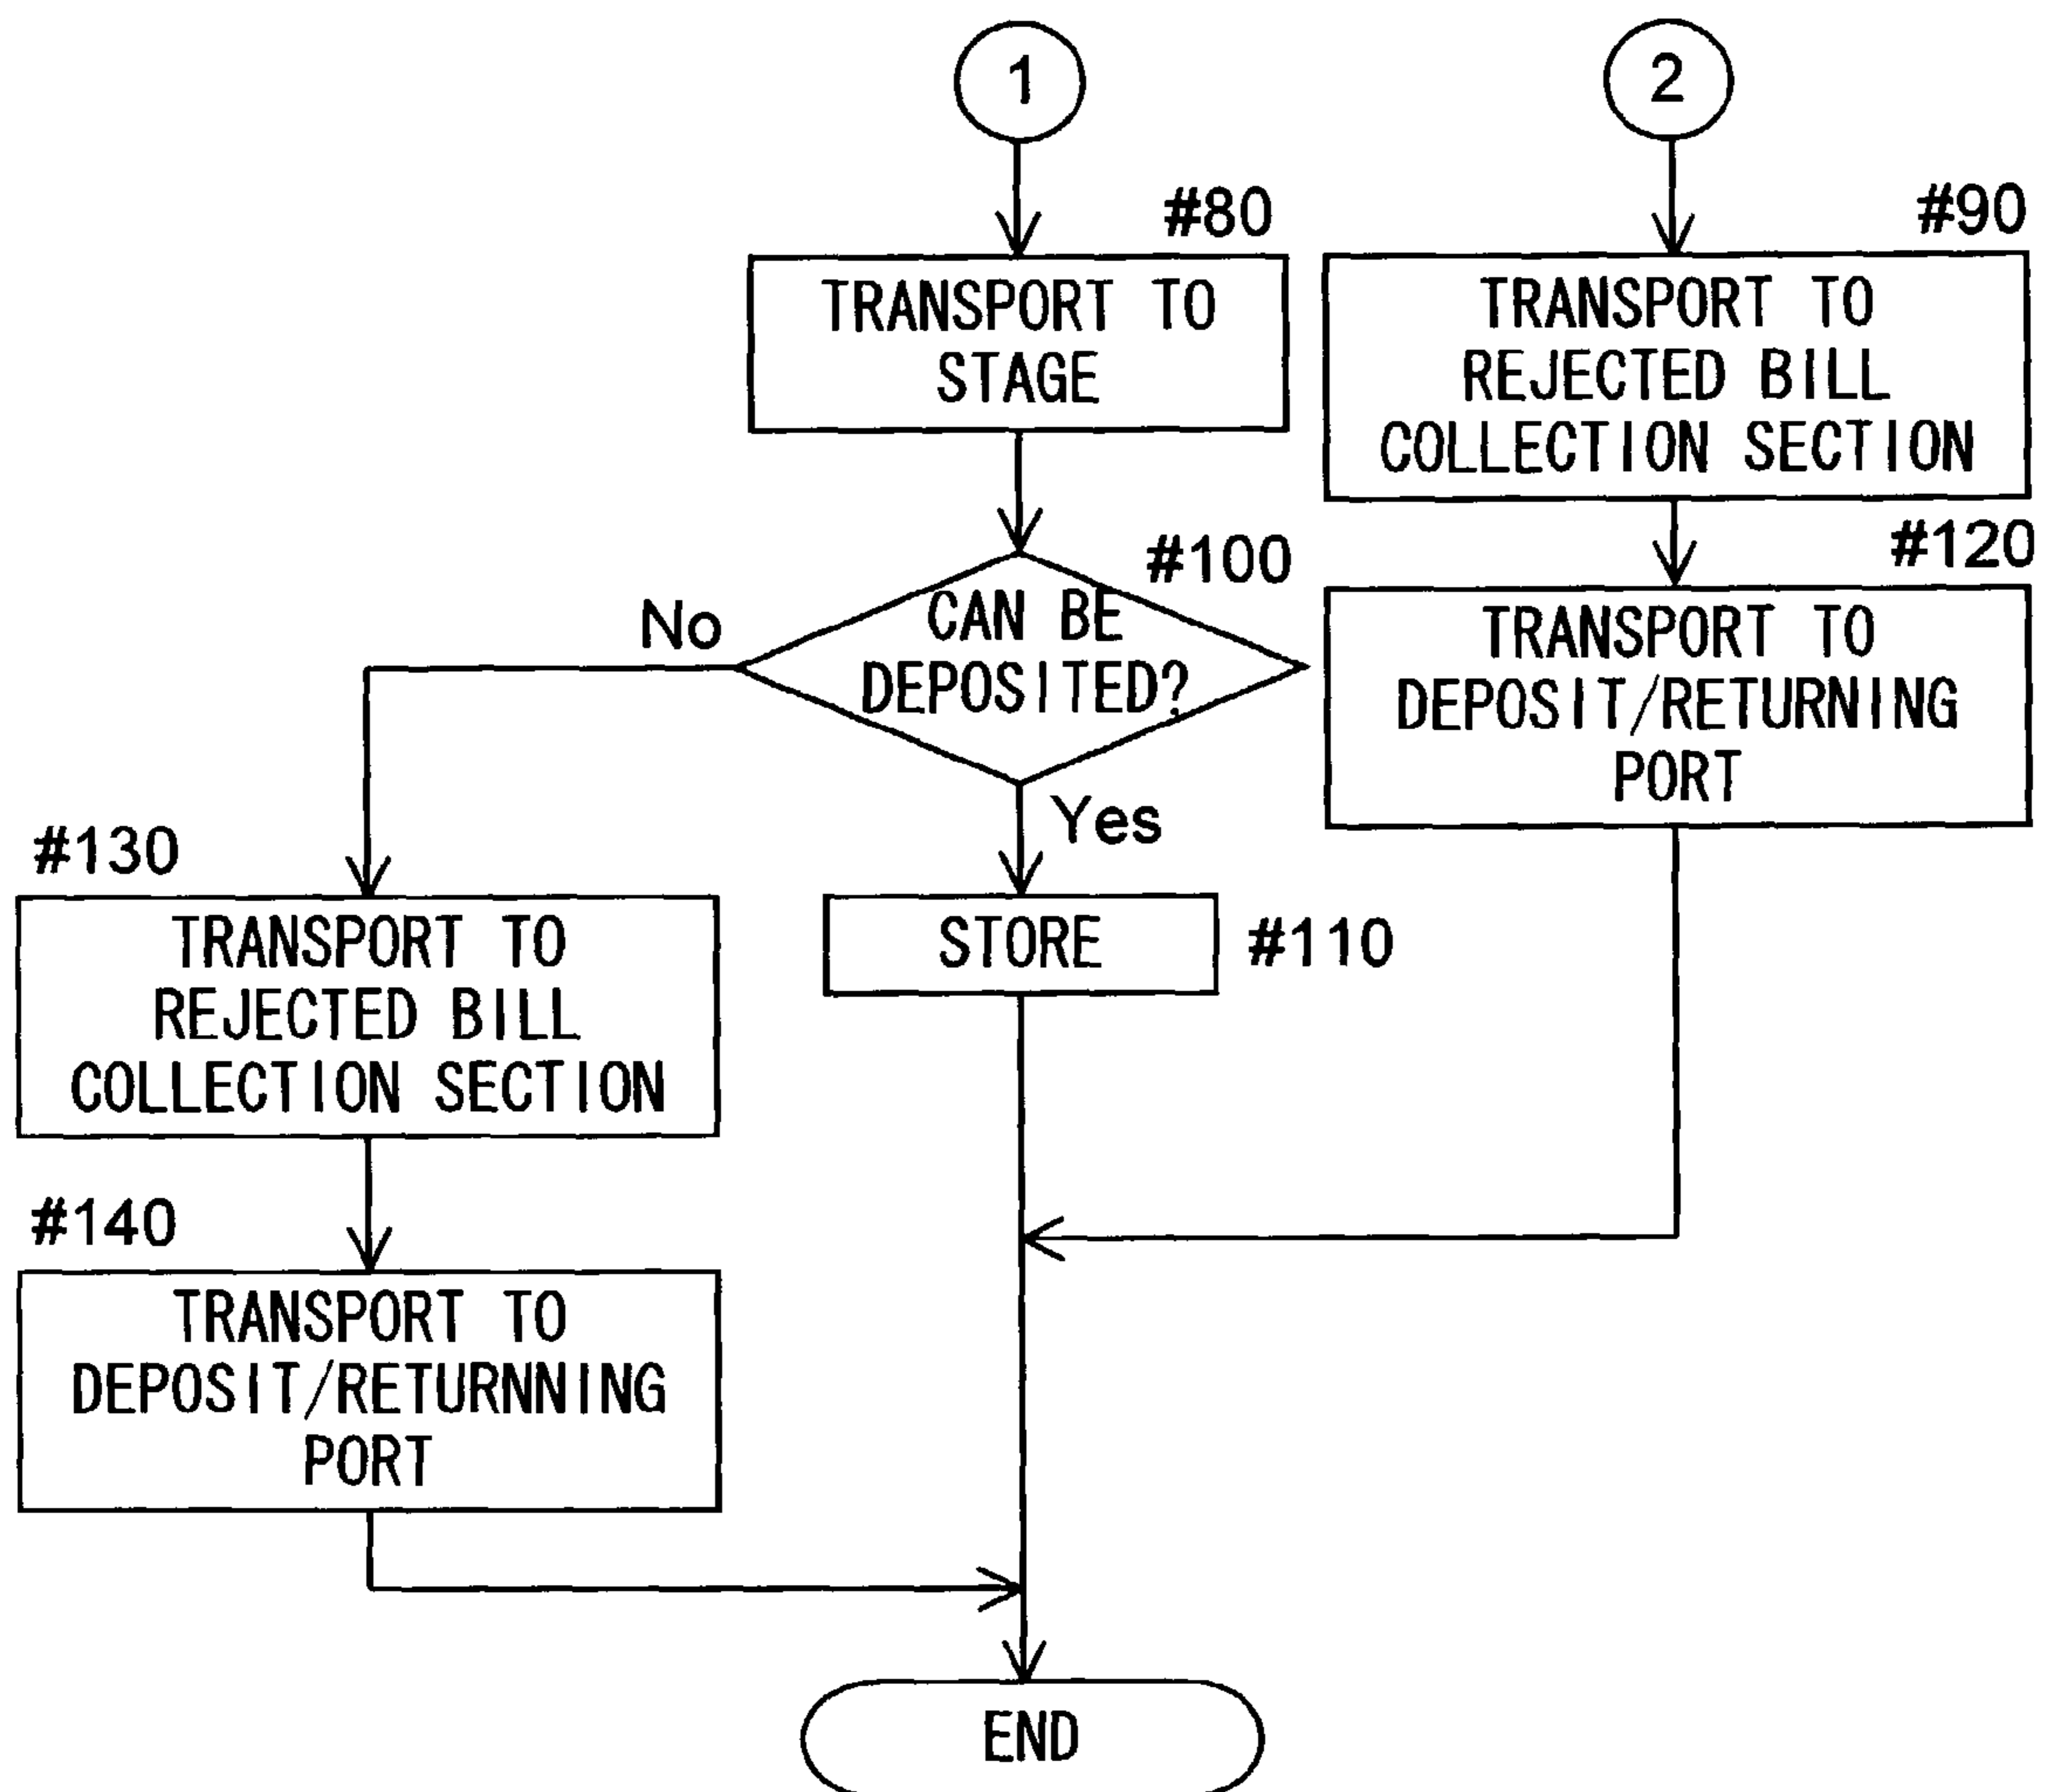 1
2
#80
TRANSPORT TO
STAGE
#90
TRANSPORT TO
REJECTED BILL
COLLECTION SECTION
#100
CAN BE
DEPOSITED?
No
Yes
#120
TRANSPORT TO
DEPOSIT/RETURNING
PORT
#130
TRANSPORT TO
REJECTED BILL
COLLECTION SECTION
STORE
#110
#140
TRANSPORT TO
DEPOSIT/RETURNNING
PORT
END